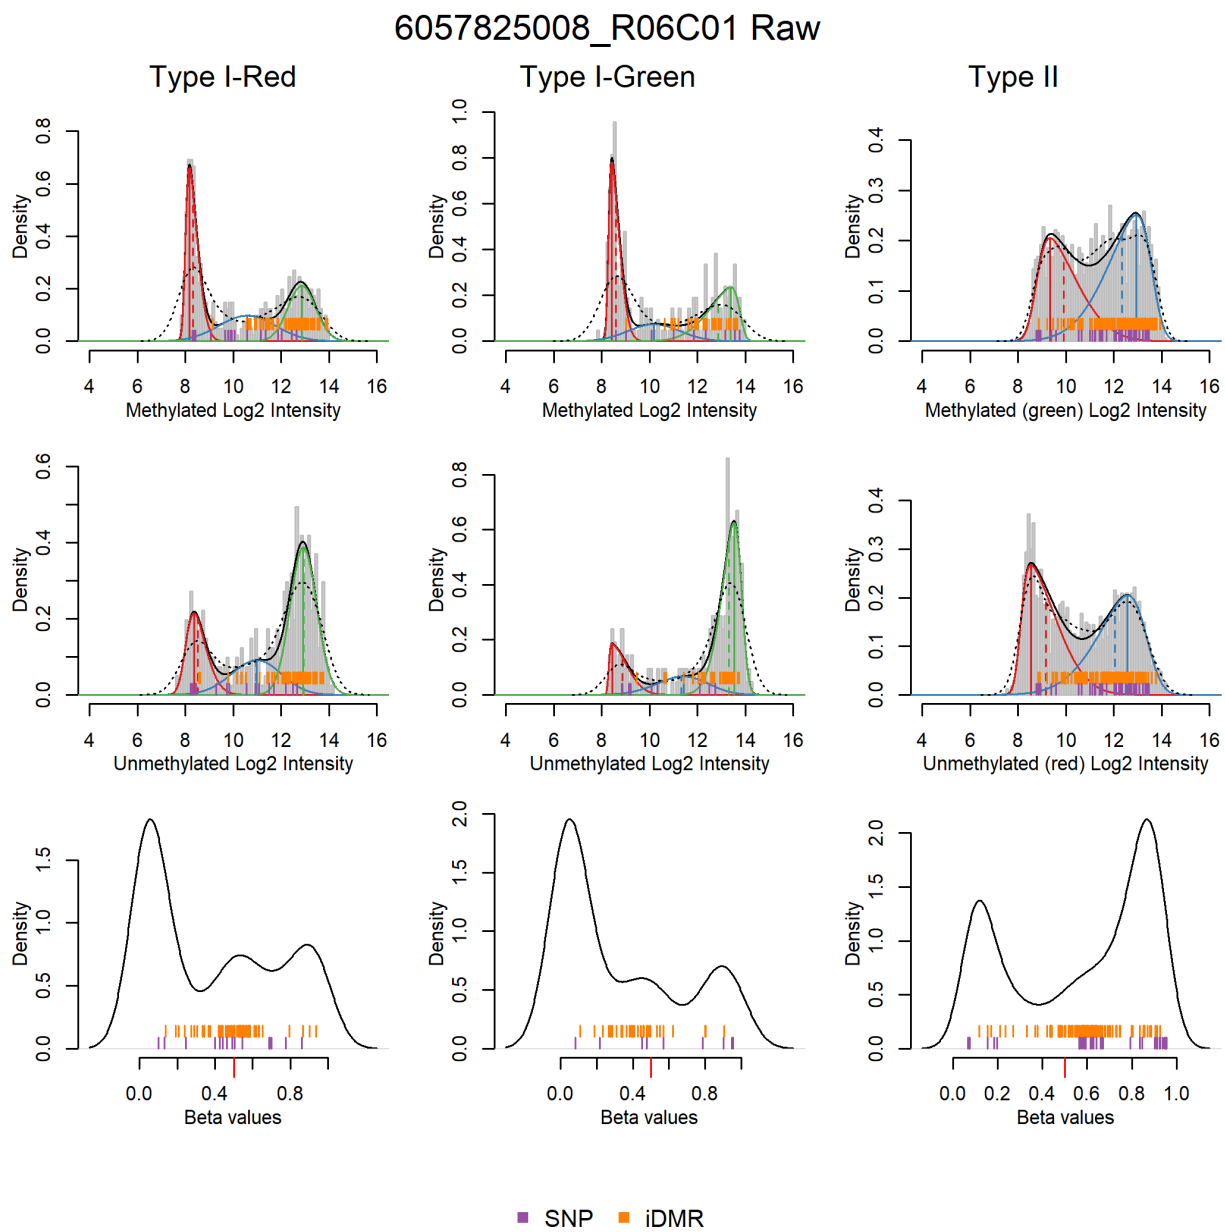 6057825008_R06C01 Raw
Type I-Red
Type I-Green
Type II
Density
0.0 0.2 0.4 0.6 0.8
4 6 8 10 12 14 16
Methylated Log2 Intensity
Density
0.0 0.2 0.4 0.6 0.8 1.0
4 6 8 10 12 14 16
Methylated Log2 Intensity
Density
0.0 0.1 0.2 0.3 0.4
4 6 8 10 12 14 16
Methylated (green) Log2 Intensity
Density
0.0 0.2 0.4 0.6
4 6 8 10 12 14 16
Unmethylated Log2 Intensity
Density
0.0 0.2 0.4 0.6 0.8
4 6 8 10 12 14 16
Unmethylated Log2 Intensity
Density
0.0 0.1 0.2 0.3 0.4
4 6 8 10 12 14 16
Unmethylated (red) Log2 Intensity
Density
0.0 0.5 1.0 1.5
0.0 0.4 0.8
Beta values
Density
0.0 0.5 1.0 1.5 2.0
0.0 0.4 0.8
Beta values
Density
0.0 0.5 1.0 1.5 2.0
0.0 0.2 0.4 0.6 0.8 1.0
Beta values
SNP iDMR